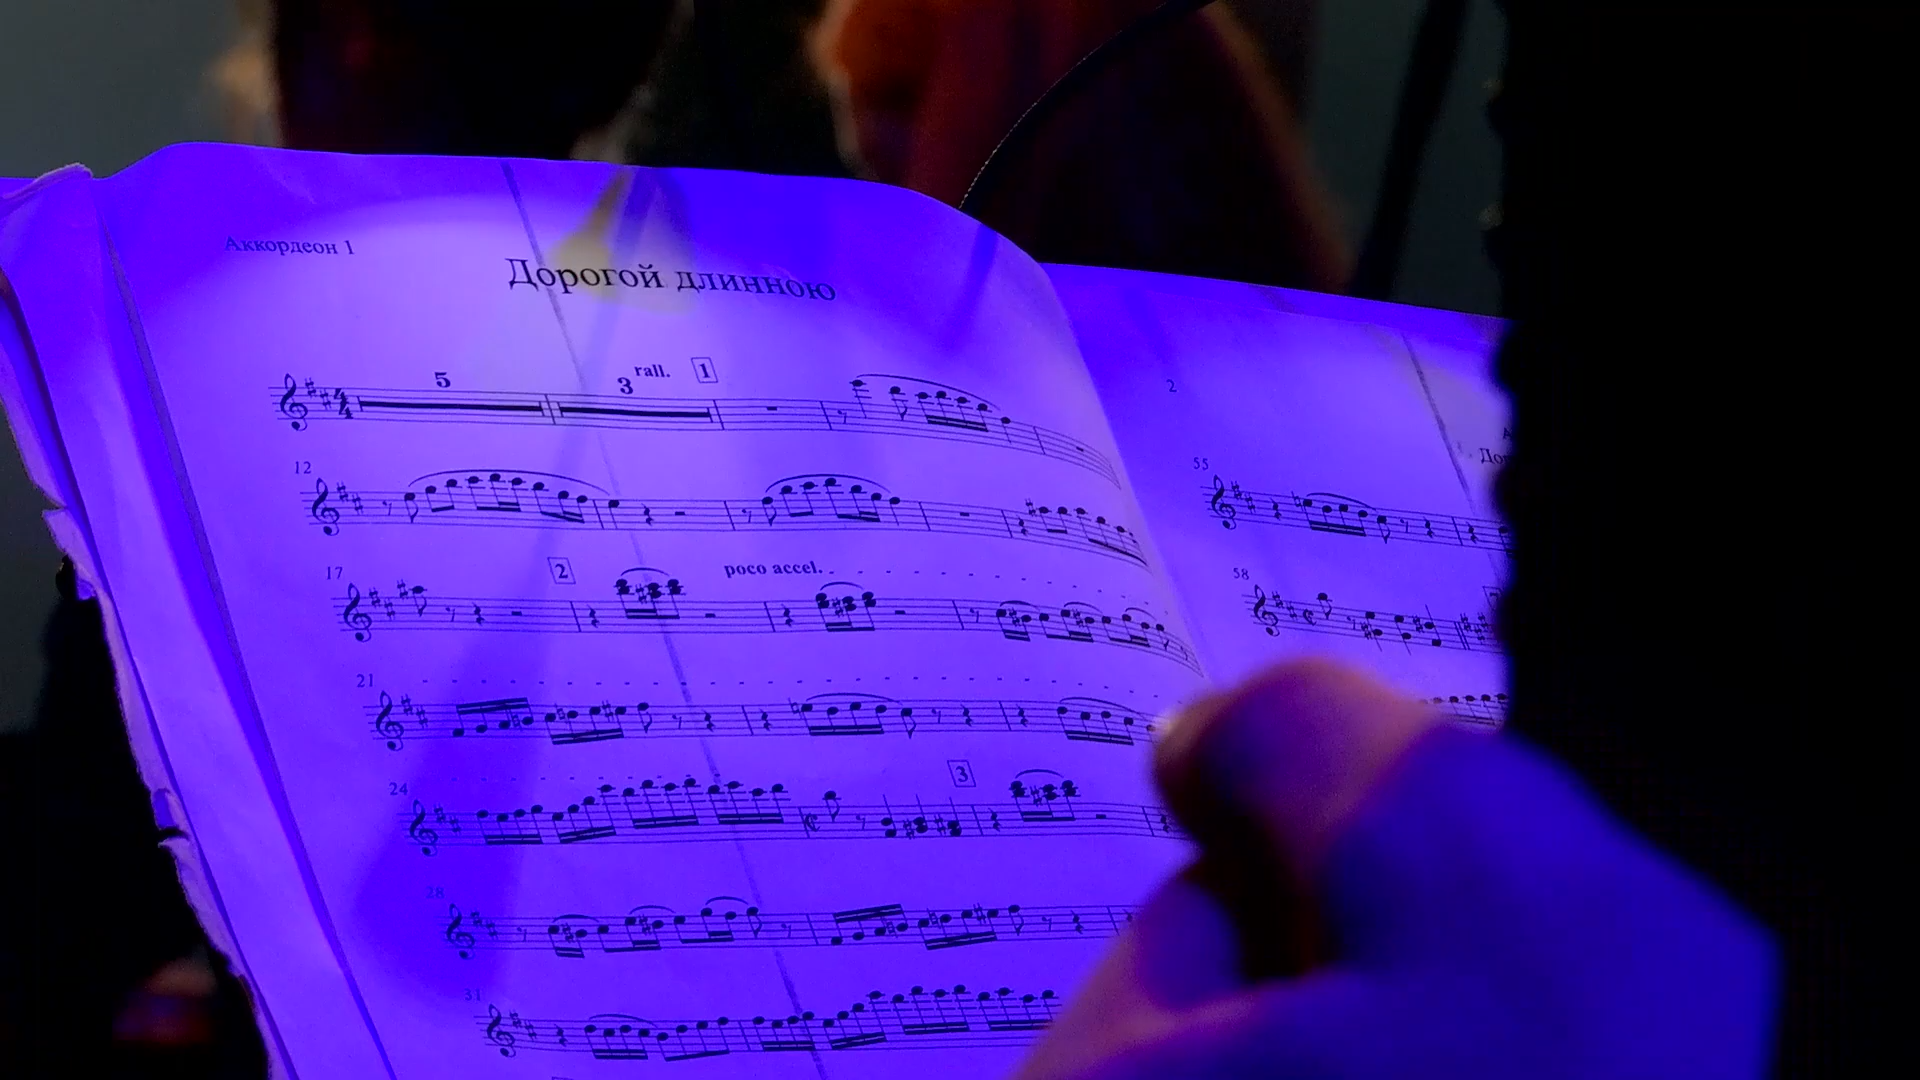 Аккордеон 1
Дорогой длинною
5 3 rall. 1
12
17 2 poco accel.
21
24 3
28
31
2
55
58